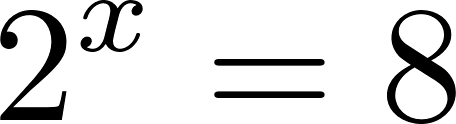 2^x = 8